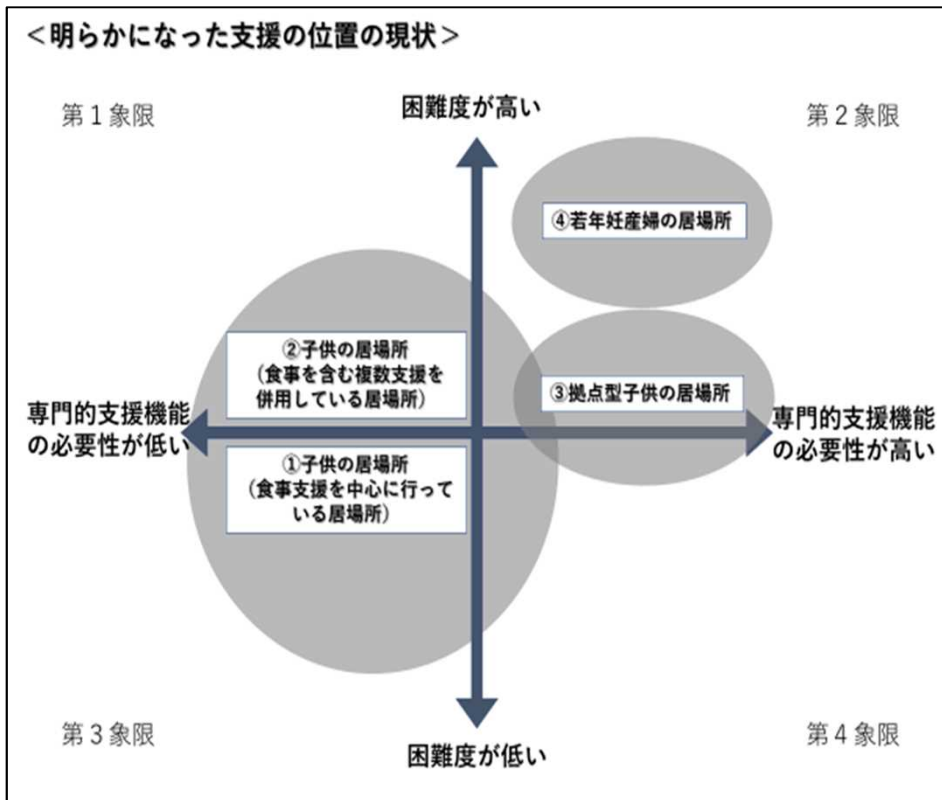 ＜明らかになった支援の位置の現状＞
第１象限
困難度が高い
第２象限
④若年妊産婦の居場所
②子供の居場所
（食事を含む複数支援を
併用している居場所）
③拠点型子供の居場所
専門的支援機能
の必要性が低い
専門的支援機能
の必要性が高い
①子供の居場所
（食事支援を中心に行って
いる居場所）
第３象限
困難度が低い
第４象限